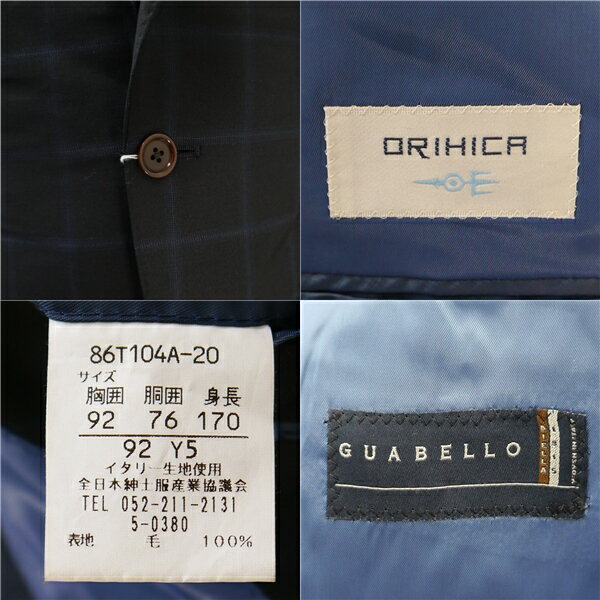 ORIHICA
86T104A-20
サイズ
胸囲 胴囲 身長
92 76 170
92 Y5
イタリー生地使用
全日本紳士服産業協議会
TEL 052-211-2131
5-0380
表地 毛 100%
GUABELLO
BIELLA
1815